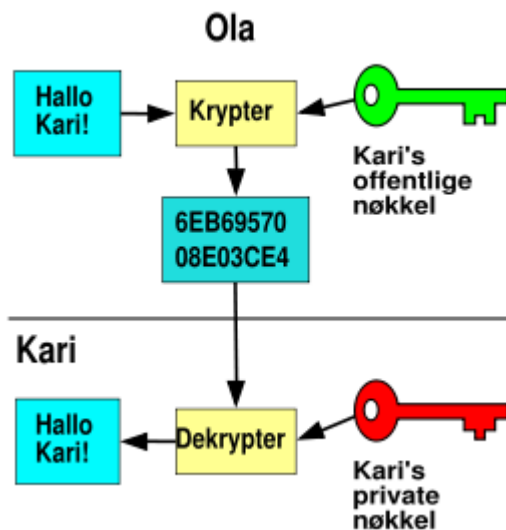 Ola
Hallo
Kari!
Krypter
Kari's
offentlige
nøkkel
6EB69570
08E03CE4
Kari
Hallo
Kari!
Dekrypter
Kari's
private
nøkkel